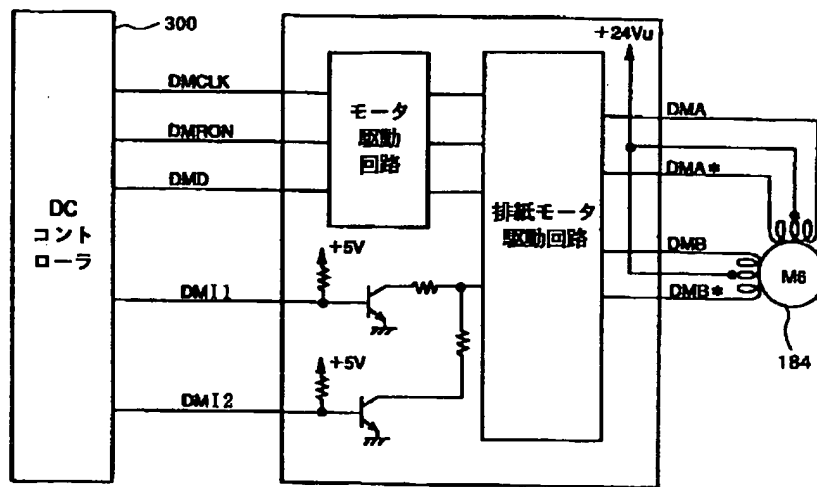 300
+24Vu
DMCLK
モータ
駆動
回路
DMA
DMRON
DMA*
DMD
DC
コント
ローラ
排紙モータ
駆動回路
+5V
DMB
M6
DMI1
DMB*
184
+5V
DMI2